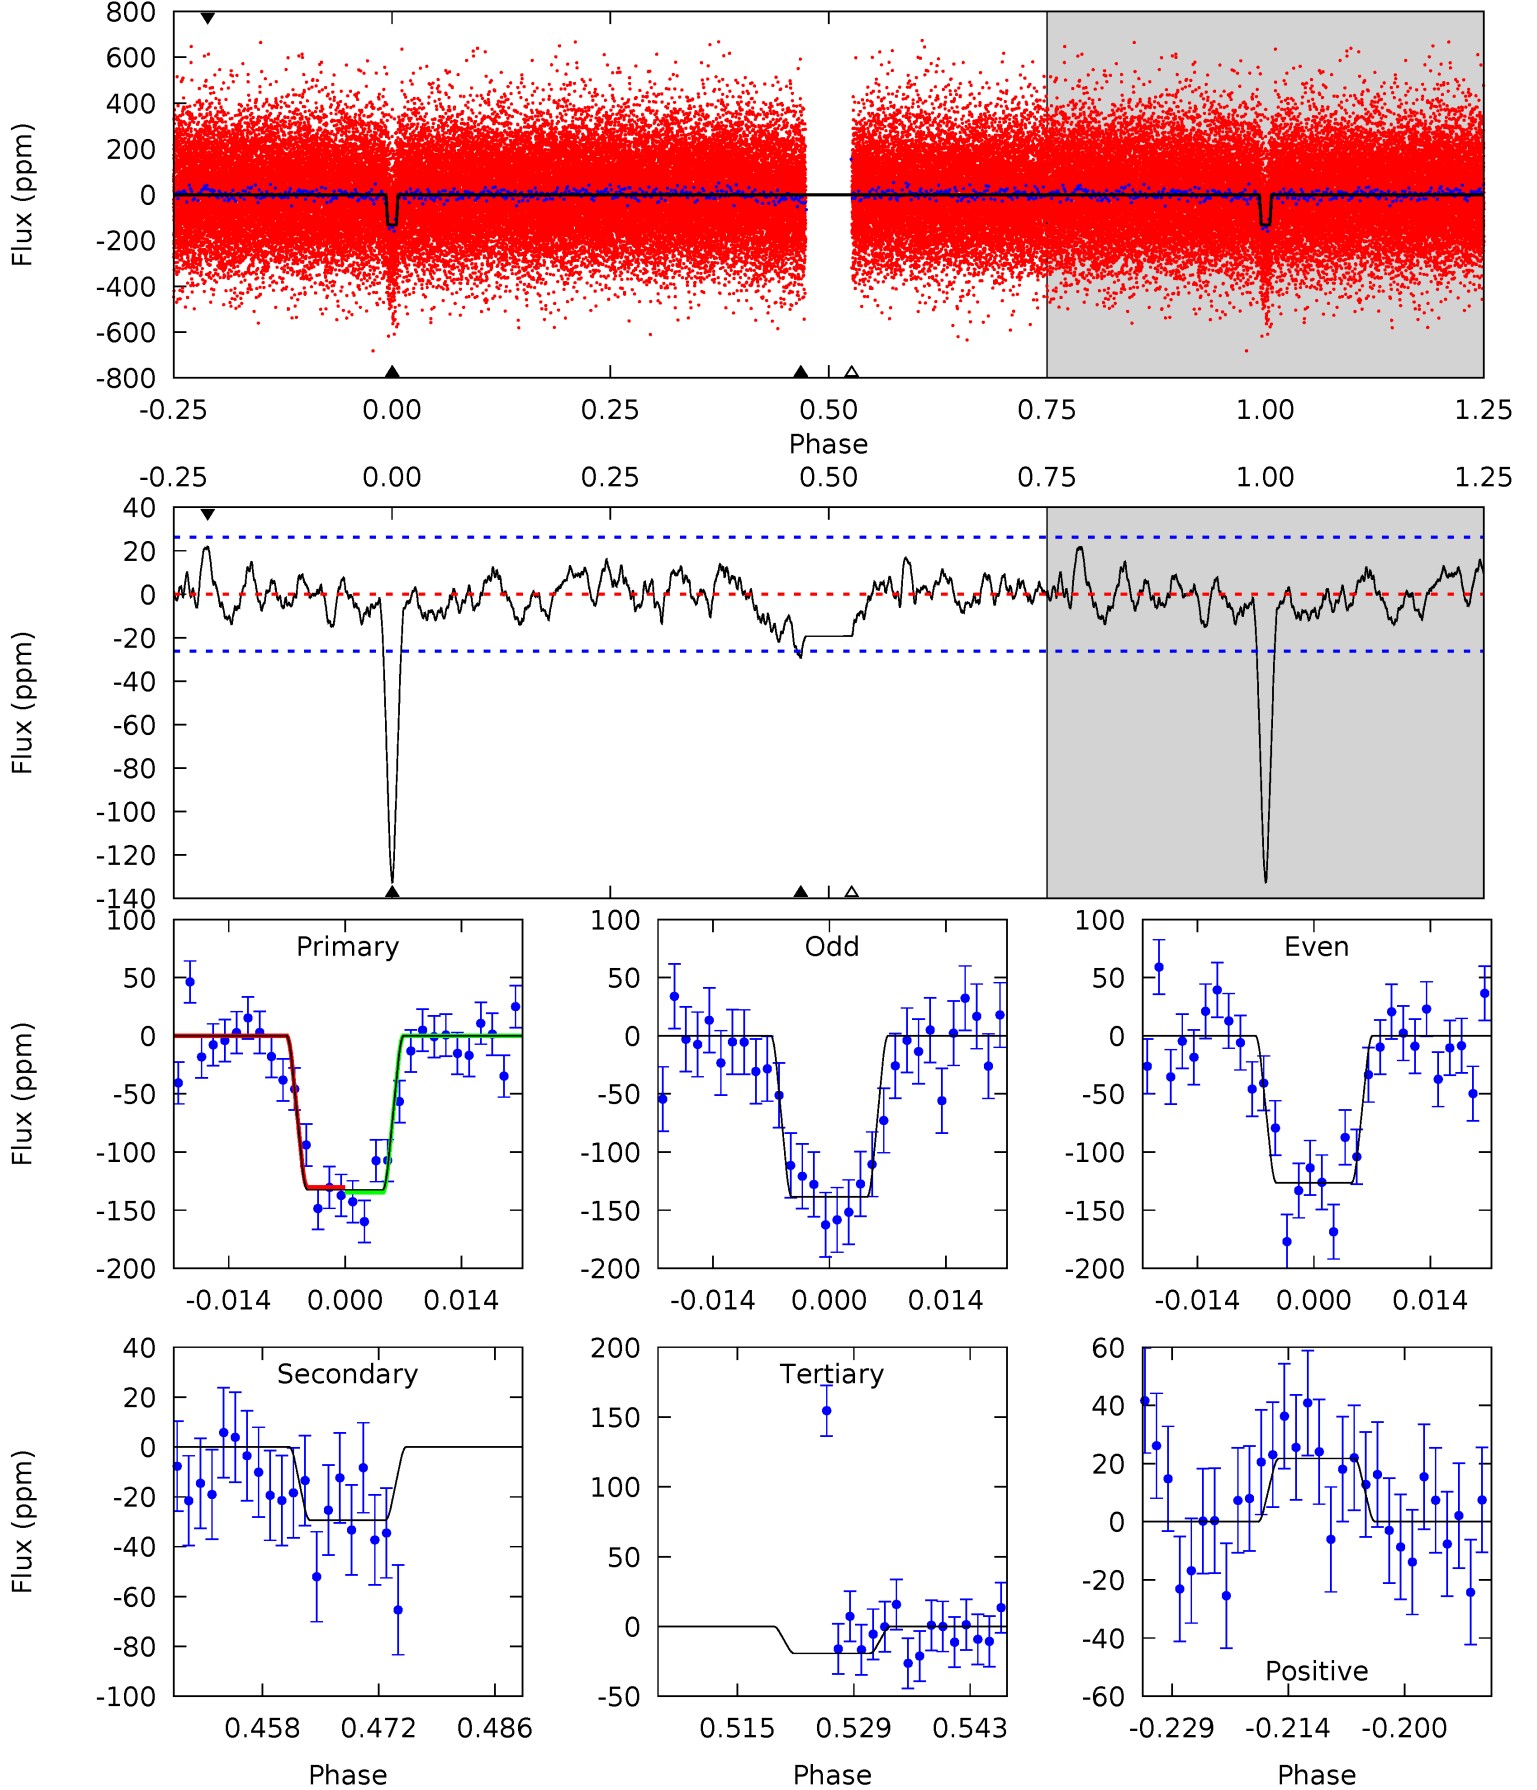 800
600
400
200
0
-200
-400
-600
-800
Flux (ppm)
-0.25 0.00 0.25 0.50 0.75 1.00 1.25
Phase
-0.25 0.00 0.25 0.50 0.75 1.00 1.25
40
20
0
-20
-40
-60
-80
-100
-120
-140
Flux (ppm)
Primary Odd Even
100 100 100
50 50 50
0 0 0
-50 -50 -50
-100 -100 -100
-150 -150 -150
-200 -200 -200
Flux (ppm)
-0.014 0.000 0.014 -0.014 0.000 0.014 -0.014 0.000 0.014
Secondary Tertiary
40 200 60
20 150 40
0 100 20
-20 50 0
-40 0 -20
-60 -50 -40
-80 -60
-100
Positive
Flux (ppm)
0.458 0.472 0.486 0.515 0.529 0.543 -0.229 -0.214 -0.200
Phase Phase Phase